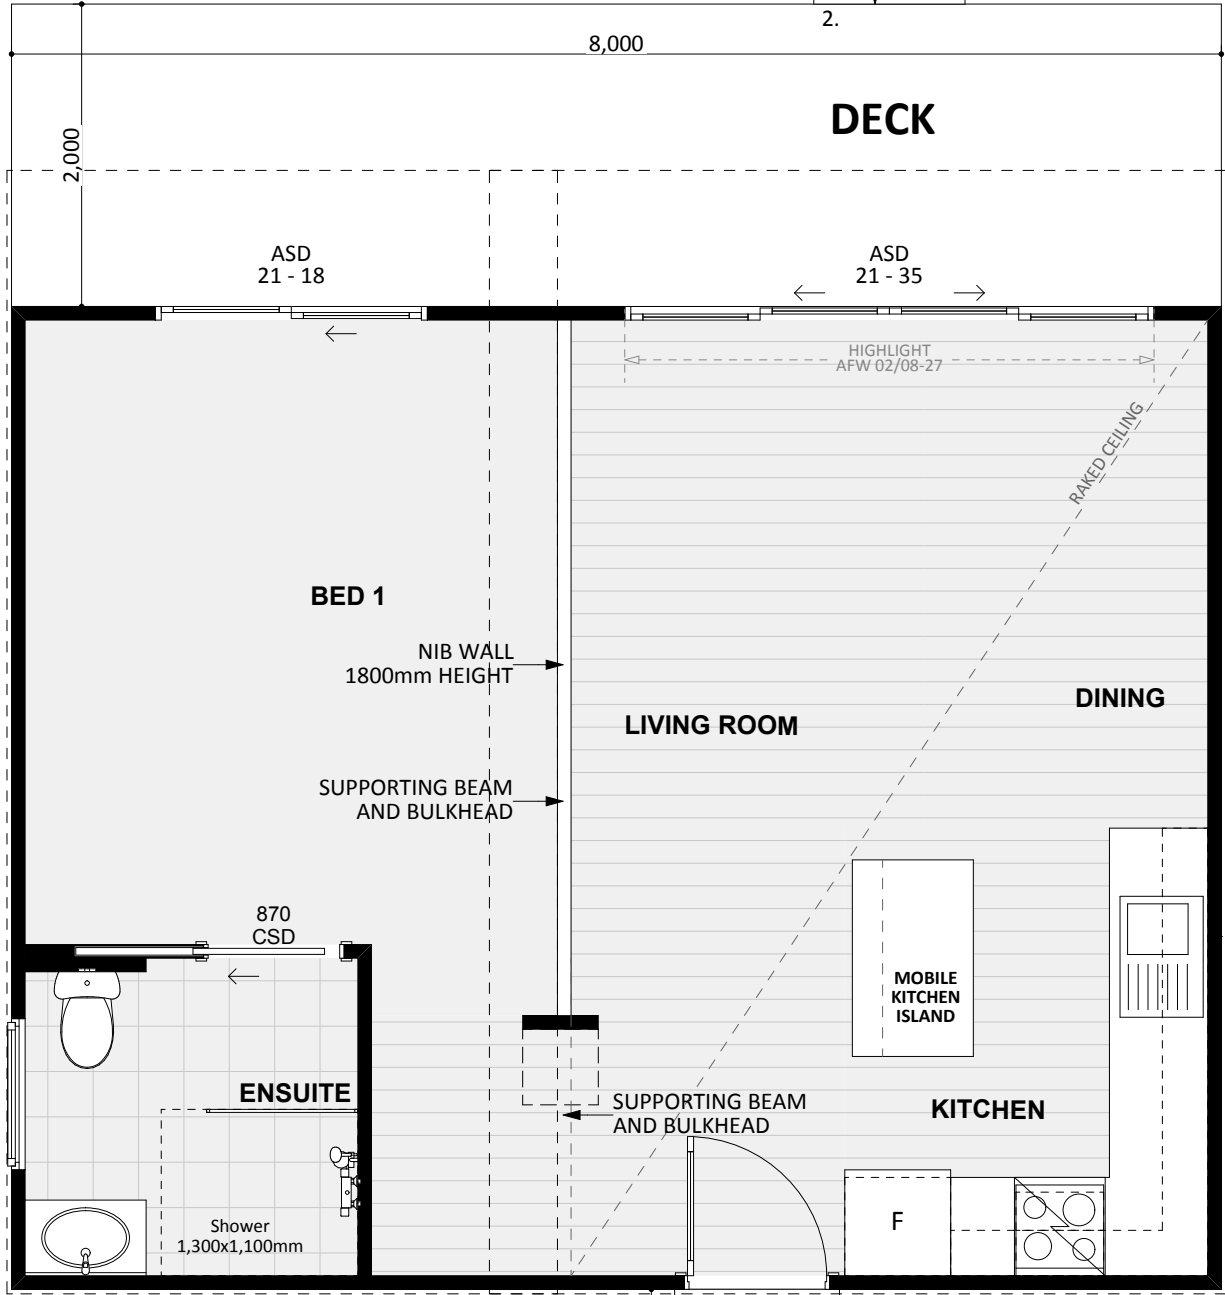 2.
8,000
DECK
2,000
ASD
21 - 18
ASD
21 - 35
HIGHLIGHT
AFW 02/08-27
RAKED CEILING
BED 1
NIB WALL
1800mm HEIGHT
LIVING ROOM
DINING
SUPPORTING BEAM
AND BULKHEAD
870
CSD
MOBILE
KITCHEN
ISLAND
ENSUITE
SUPPORTING BEAM
AND BULKHEAD
KITCHEN
Shower
1,300x1,100mm
F